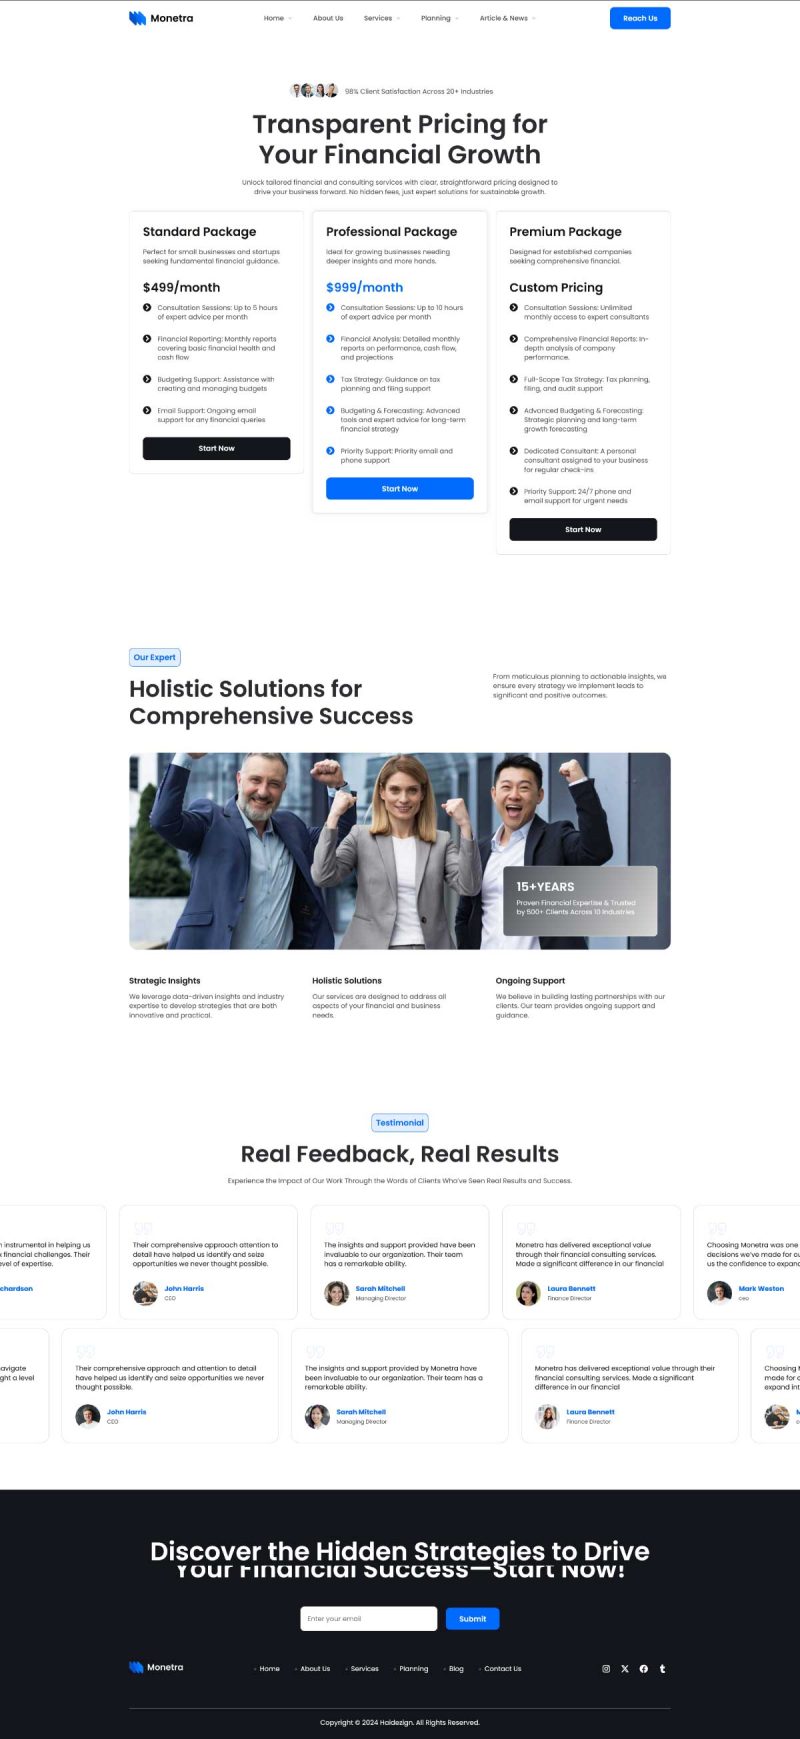 Monetra
Home
About Us
Services
Planning
Article & News
Reach Us
98% Client Satisfaction Across 20+ Industries
Transparent Pricing for
Your Financial Growth
Unlock tailored financial and consulting services with clear, straightforward pricing designed to
drive your business forward. No hidden fees, just expert solutions for sustainable growth.
Standard Package
Perfect for small businesses and startups
seeking fundamental financial guidance.
$499/month
Consultation Sessions: Up to 5 hours
of expert advice per month
Financial Reporting: Monthly reports
covering basic financial health and
cash flow
Budgeting Support: Assistance with
creating and managing budgets
Email Support: Ongoing email
support for any financial queries
Start Now
Professional Package
Ideal for growing businesses needing
deeper insights and more hands.
$999/month
Consultation Sessions: Up to 10 hours
of expert advice per month
Financial Analysis: Detailed monthly
reports on performance, cash flow,
and projections
Tax Strategy: Guidance on tax
planning and filing support
Budgeting & Forecasting: Advanced
tools and expert advice for long-term
financial strategy
Priority Support: Priority email and
phone support
Start Now
Premium Package
Designed for established companies
seeking comprehensive financial.
Custom Pricing
Consultation Sessions: Unlimited
monthly access to expert consultants
Comprehensive Financial Reports: In-
depth analysis of company
performance.
Full-Scope Tax Strategy: Tax planning,
filing, and audit support
Advanced Budgeting & Forecasting:
Strategic planning and long-term
growth forecasting
Dedicated Consultant: A personal
consultant assigned to your business
for regular check-ins
Priority Support: 24/7 phone and
email support for urgent needs
Start Now
Our Expert
Holistic Solutions for
Comprehensive Success
From meticulous planning to actionable insights, we
ensure every strategy we implement leads to
significant and positive outcomes.
15+YEARS
Proven Financial Expertise & Trusted
by 500+ Clients Across 10 Industries
Strategic Insights
We leverage data-driven insights and industry
expertise to develop strategies that are both
innovative and practical.
Holistic Solutions
Our services are designed to address all
aspects of your financial and business
needs.
Ongoing Support
We believe in building lasting partnerships with our
clients. Our team provides ongoing support and
guidance.
Testimonial
Real Feedback, Real Results
Experience the Impact of Our Work Through the Words of Clients Who've Seen Real Results and Success.
instrumental in helping us
financial challenges. Their
vel of expertise.
chardson
Their comprehensive approach attention to
detail have helped us identify and seize
opportunities we never thought possible.
John Harris
CEO
The insights and support provided have been
invaluable to our organization. Their team
has a remarkable ability.
Sarah Mitchell
Managing Director
Monetra has delivered exceptional value
through their financial consulting services.
Made a significant difference in our financial
Laura Bennett
Finance Director
Choosing Monetra was one
decisions we've made for ou
us the confidence to expand
Mark Weston
ceo
avigate
ght a level
Their comprehensive approach and attention to detail
have helped us identify and seize opportunities we never
thought possible.
John Harris
CEO
The insights and support provided by Monetra have
been invaluable to our organization. Their team has a
remarkable ability.
Sarah Mitchell
Managing Director
Monetra has delivered exceptional value through their
financial consulting services. Made a significant
difference in our financial
Laura Bennett
Finance Director
Choosing M
made for o
expand int
M
c
Discover the Hidden Strategies to Drive
Your Financial Success—Start Now!
Enter your email
Submit
Monetra
Home
About Us
Services
Planning
Blog
Contact Us
Copyright © 2024 Haldezign. All Rights Reserved.